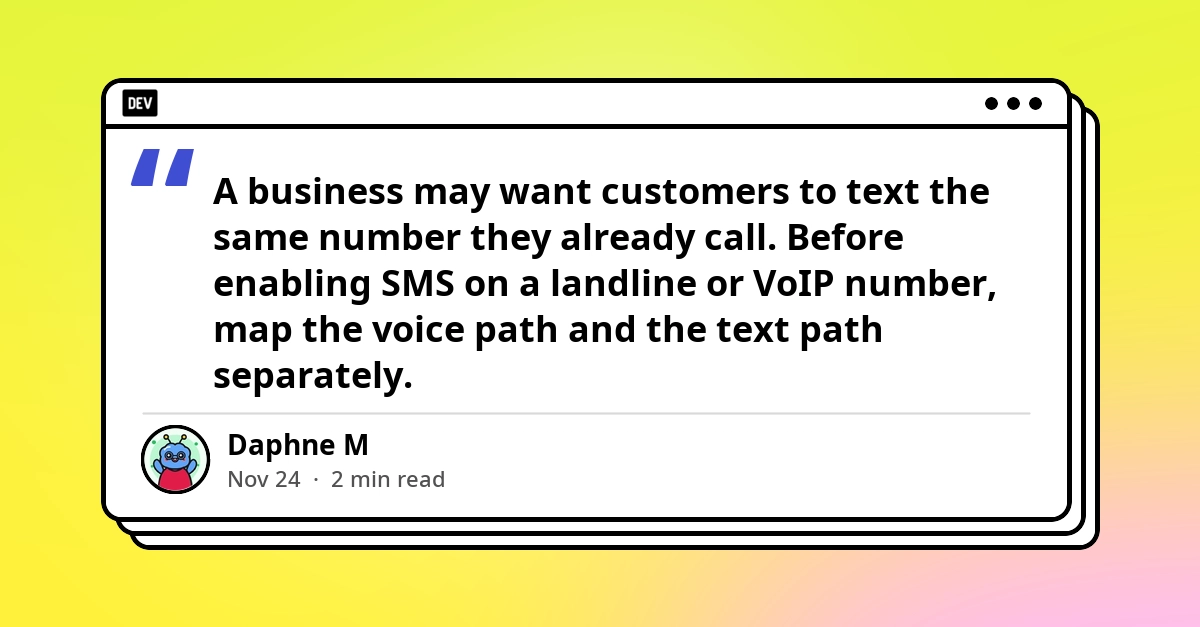 DEV
“
A business may want customers to text the
same number they already call. Before
enabling SMS on a landline or VoIP number,
map the voice path and the text path
separately.
Daphne M
Nov 24 · 2 min read